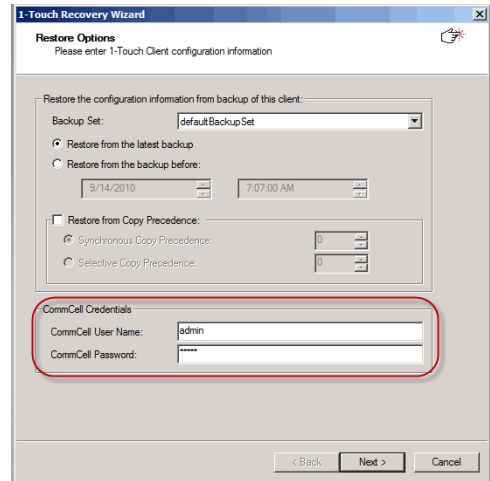 1-Touch Recovery Wizard
Restore Options
Please enter 1-Touch Client configuration information
Restore the configuration information from backup of this client:
Backup Set: defaultBackupSet
Restore from the latest backup
Restore from the backup before:
9/14/2010 7:07:00 AM
Restore from Copy Precedence:
Synchronous Copy Precedence: 0
Selective Copy Precedence: 0
CommCell Credentials
CommCell User Name: admin
CommCell Password: *****
< Back Next > Cancel